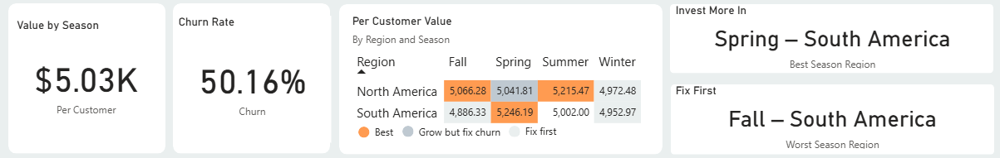 Value by Season
$5.03K
Per Customer
Churn Rate
50.16%
Churn
Per Customer Value
By Region and Season
Region Fall Spring Summer Winter
North America 5,066.28 5,041.81 5,215.47 4,972.48
South America 4,886.33 5,246.19 5,002.00 4,952.97
Best Grow but fix churn Fix first
Invest More In
Spring – South America
Best Season Region
Fix First
Fall – South America
Worst Season Region